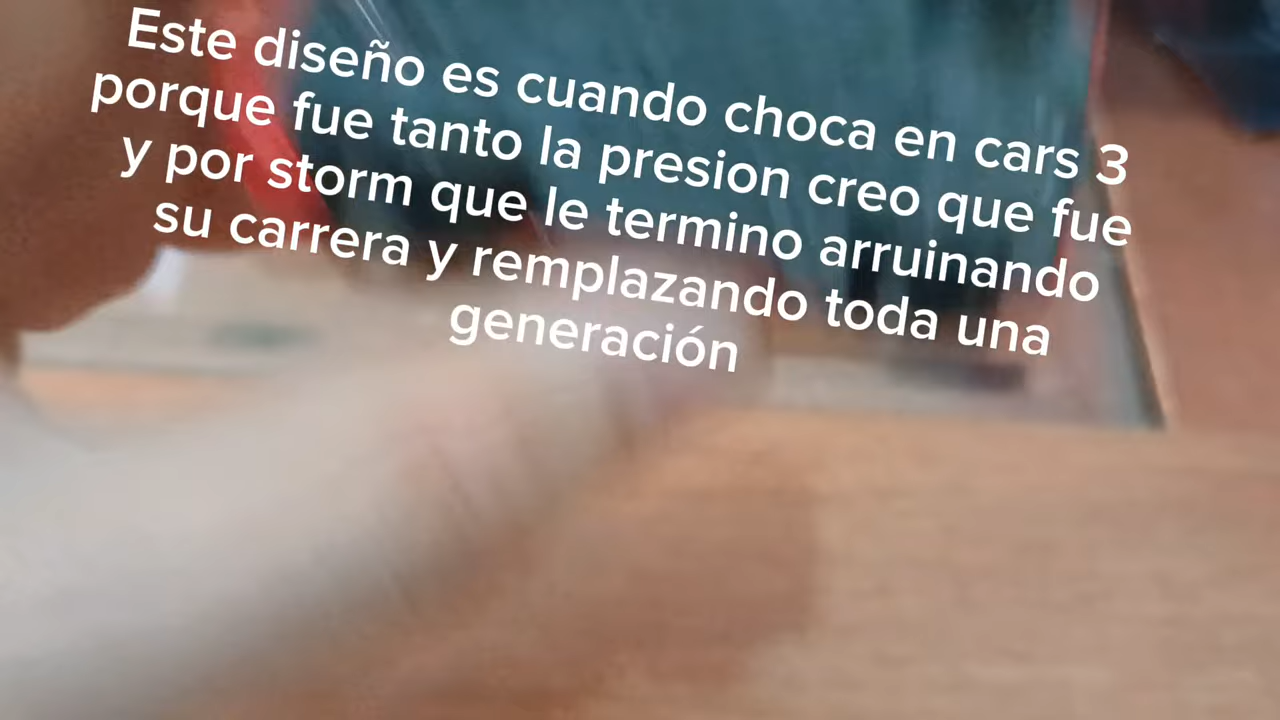 Este diseño es cuando choca en cars 3
porque fue tanto la presion creo que fue
y por storm que le termino arruinando
su carrera y remplazando toda una
generación